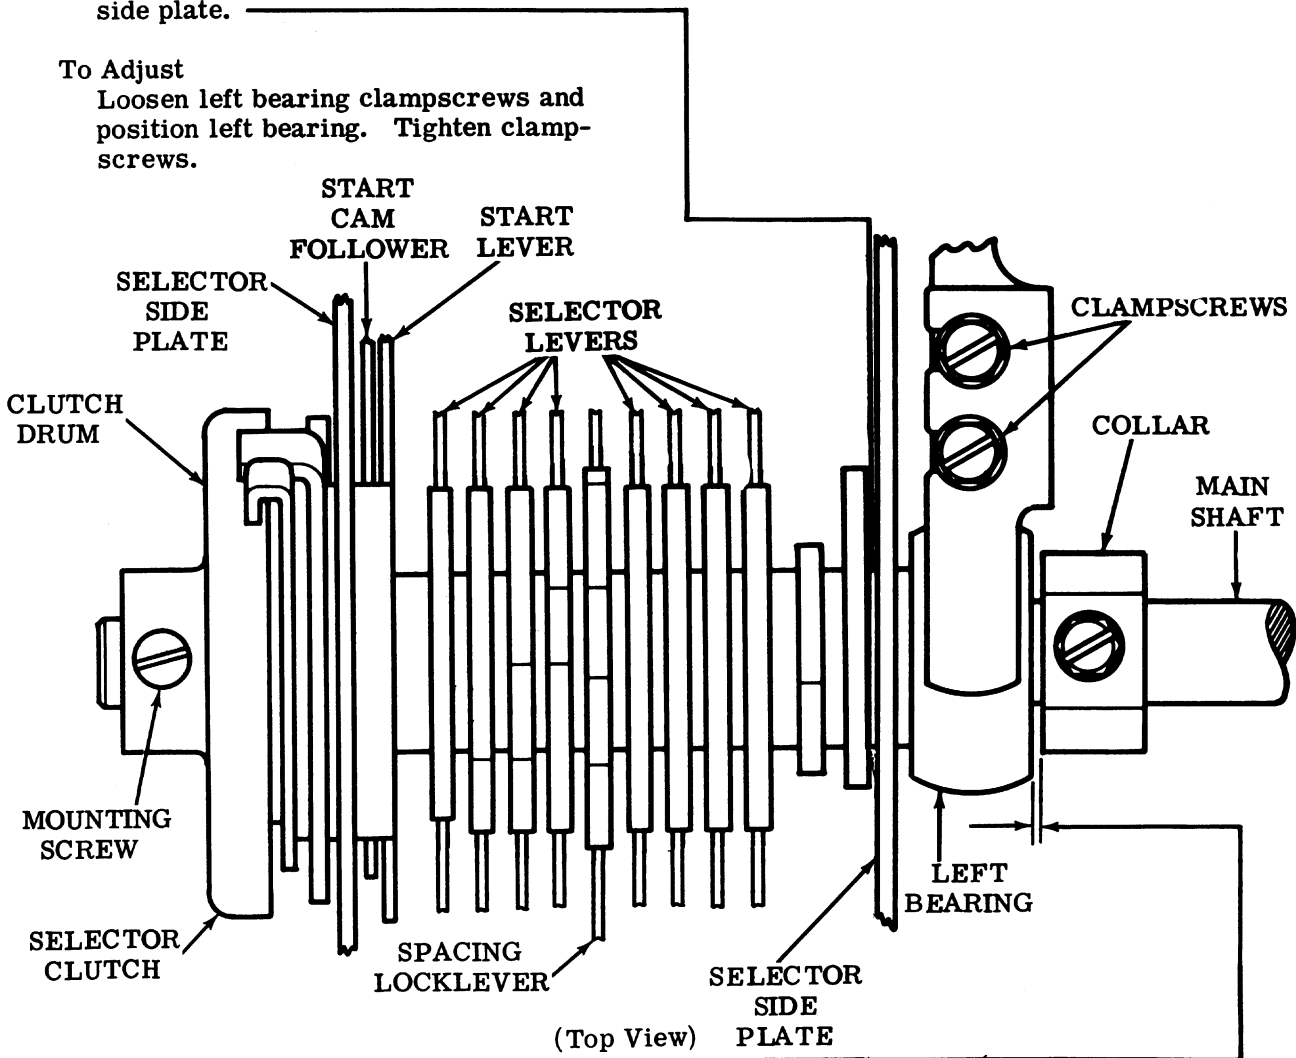 side plate.
To Adjust
Loosen left bearing clampscrews and
position left bearing. Tighten clamp-
screws.
START
CAM
FOLLOWER
START
LEVER
SELECTOR
SIDE
PLATE
SELECTOR
LEVERS
CLAMPSCREWS
CLUTCH
DRUM
COLLAR
MAIN
SHAFT
MOUNTING
SCREW
LEFT
BEARING
SELECTOR
CLUTCH
SPACING
LOCKLEVER
SELECTOR
SIDE
PLATE
(Top View)